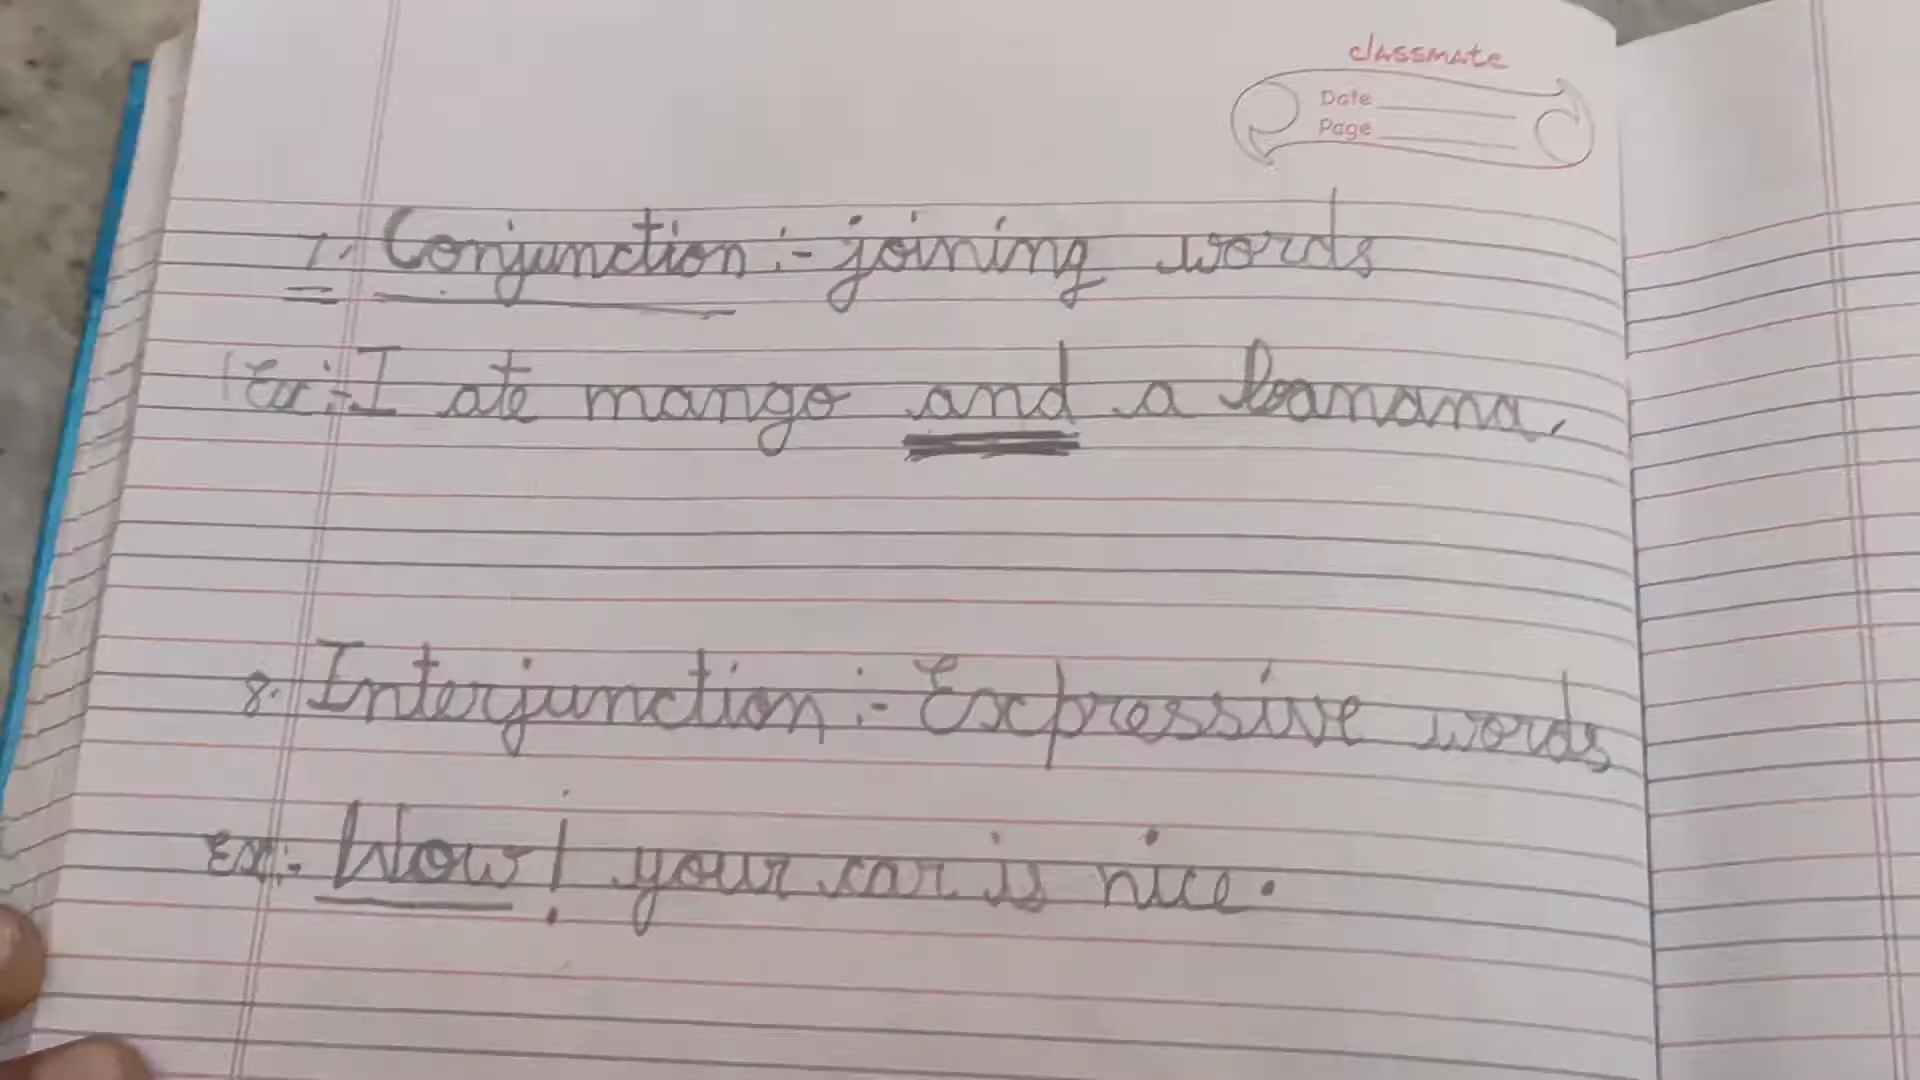 classmate
Date
Page
7. Conjunction :- joining words
Ex :- I ate mango and a banana.
8. Interjunction :- Expressive words
Ex :- Wow! your car is nice.